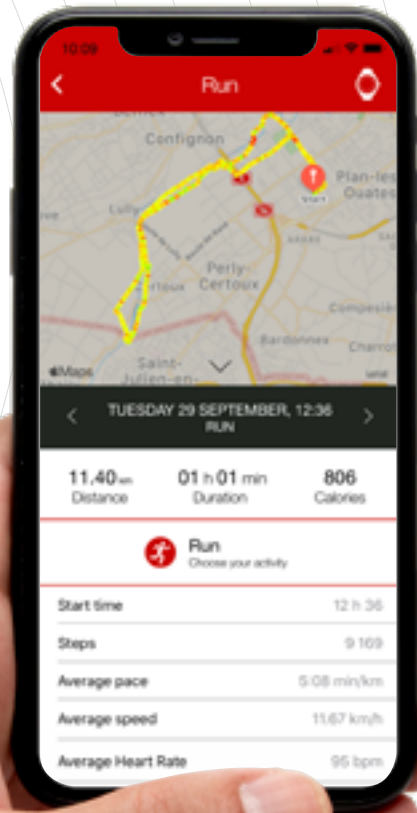 10:09
Run
Bernex
Confignon
Plan-les
Ouates
START
Lully
Perly-
Certoux
Bardonnex
Saint-
Julien-en-
Maps
TUESDAY 29 SEPTEMBER, 12:36
RUN
11.40 km
01 h 01 min
806
Distance
Duration
Calories
Run
Choose your activity
Start time
12 h 36
Steps
9 169
Average pace
5:08 min/km
Average speed
11.67 km/h
Average Heart Rate
95 bpm